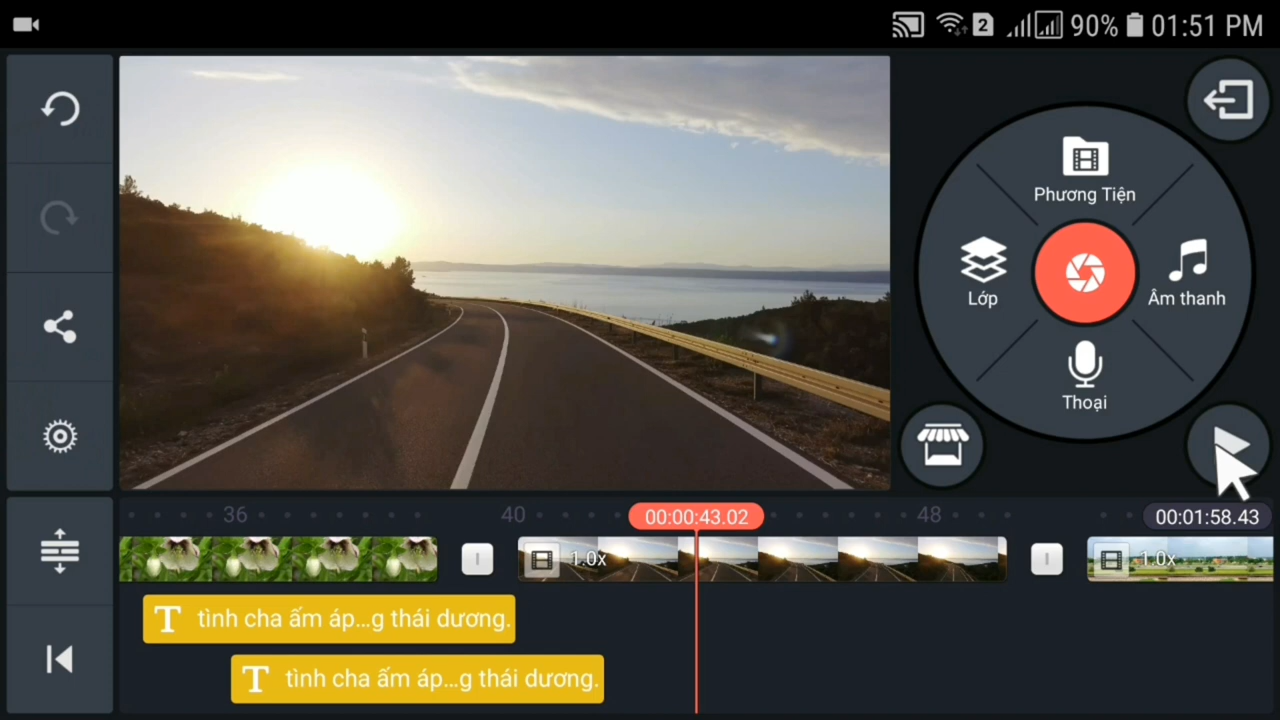 2 90% 01:51 PM
Phương Tiện
Lớp
Âm thanh
Thoại
36 40 00:00:43.02 48 00:01:58.43
1.0x 1.0x
T tình cha ấm áp...g thái dương.
T tình cha ấm áp...g thái dương.